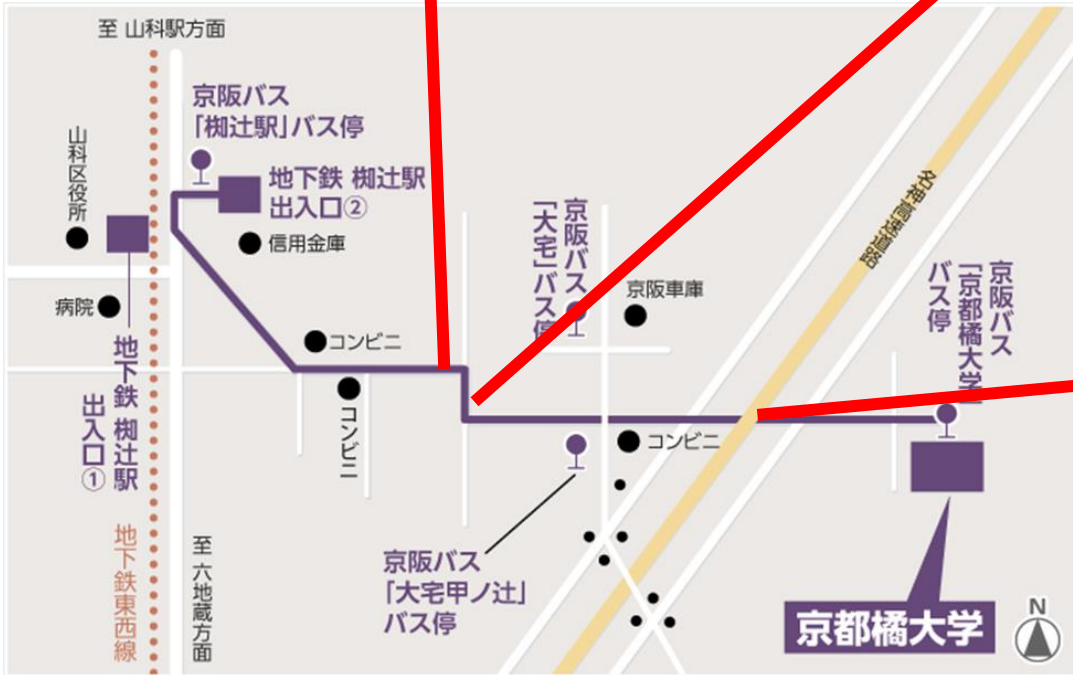 至 山科駅方面
京阪バス
「椥辻駅」バス停
山科区役所
地下鉄 椥辻駅
出入口②
信用金庫
病院
コンビニ
コンビニ
地下鉄 椥辻駅
出入口①
地下鉄東西線
至 六地蔵方面
京阪バス
「大宅」バス停
京阪車庫
名神高速道路
京阪バス
「京都橘大学」
バス停
コンビニ
京阪バス
「大宅甲ノ辻」
バス停
京都橘大学
N